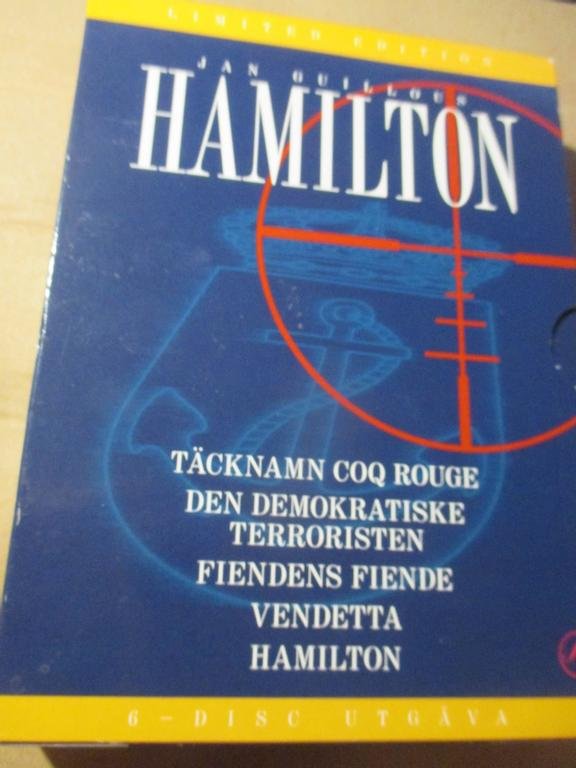 LIMITED EDITION
JAN GUILLOUS
HAMILTON
TÄCKNAMN COQ ROUGE
DEN DEMOKRATISKE
TERRORISTEN
FIENDENS FIENDE
VENDETTA
HAMILTON
6-DISC UTGÅVA